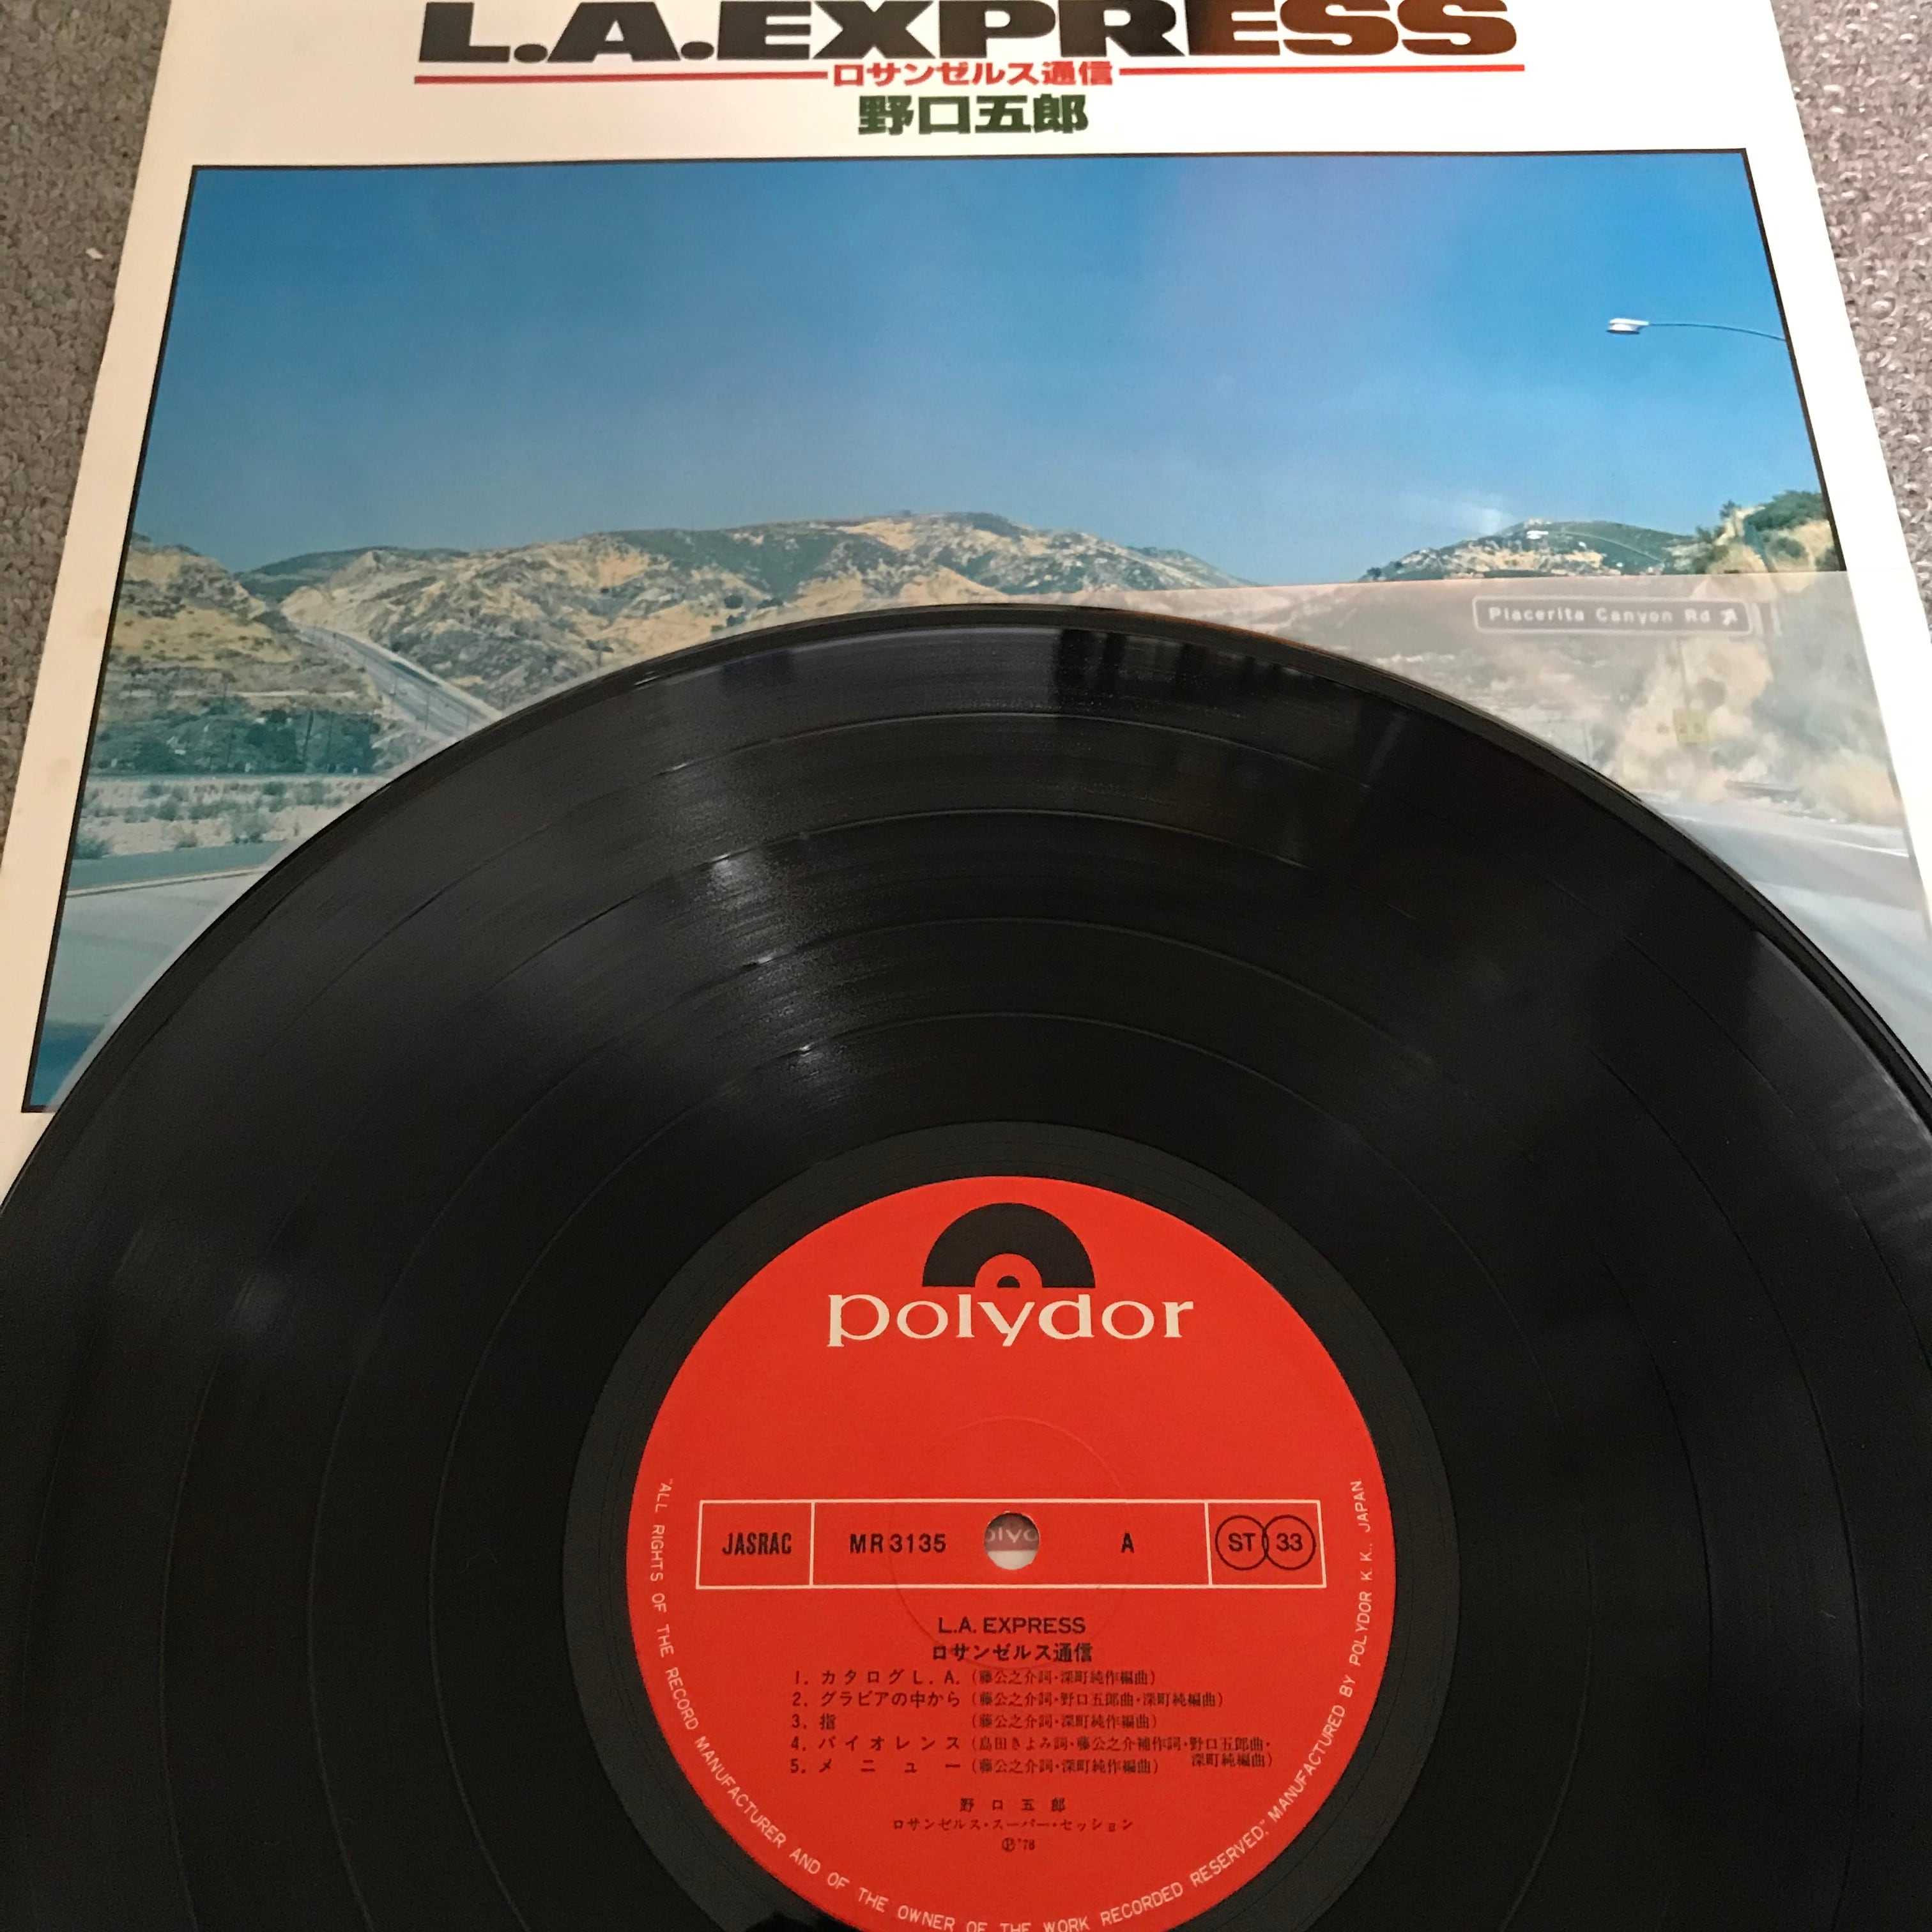 L.A.EXPRESS
ロサンゼルス通信
野口五郎
Placerita Canyon Rd
polydor
JASRAC MR 3135 A ST 33
L.A. EXPRESS
ロサンゼルス通信
1. カタログ L.A. (藤公之介詞・深町純作編曲)
2. グラビアの中から (藤公之介詞・野口五郎曲・深町純編曲)
3. 指 (藤公之介詞・深町純作編曲)
4. バイオレンス (島田きよみ詞・藤公之介補作詞・野口五郎曲・
深町純編曲)
5. メニュー (藤公之介詞・深町純作編曲)
野口五郎
ロサンゼルス・スーパー・セッション
Ⓟ'78
"ALL RIGHTS OF THE RECORD MANUFACTURER AND OF THE OWNER OF THE WORK RECORDED RESERVED." MANUFACTURED BY POLYDOR K.K., JAPAN